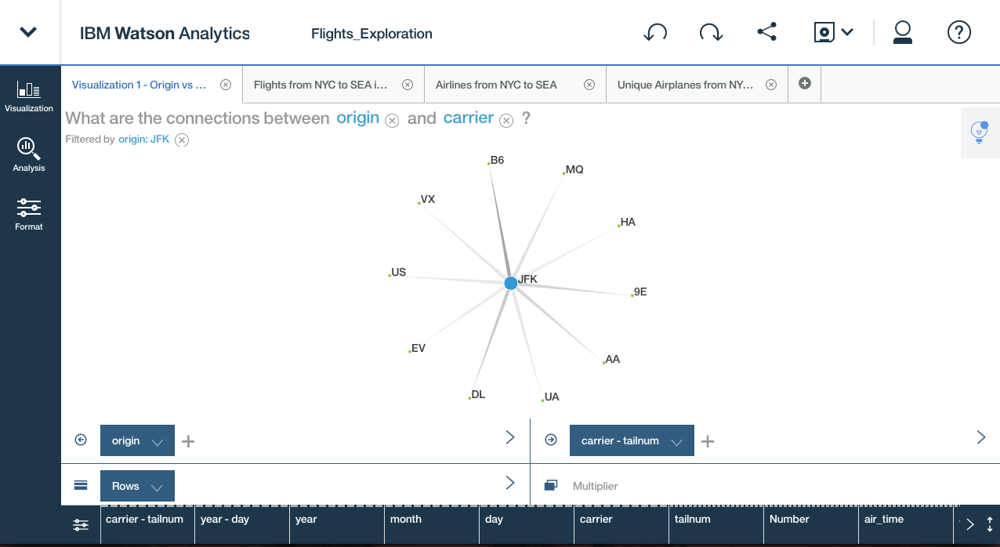 IBM Watson Analytics
Flights_Exploration
Visualization 1 - Origin vs ...
Flights from NYC to SEA i...
Airlines from NYC to SEA
Unique Airplanes from NY...
Visualization
Analysis
Format
What are the connections between origin and carrier ?
Filtered by origin: JFK
B6
MQ
VX
HA
US
JFK
9E
EV
AA
DL
UA
origin
carrier - tailnum
Rows
Multiplier
carrier - tailnum
year - day
year
month
day
carrier
tailnum
Number
air_time